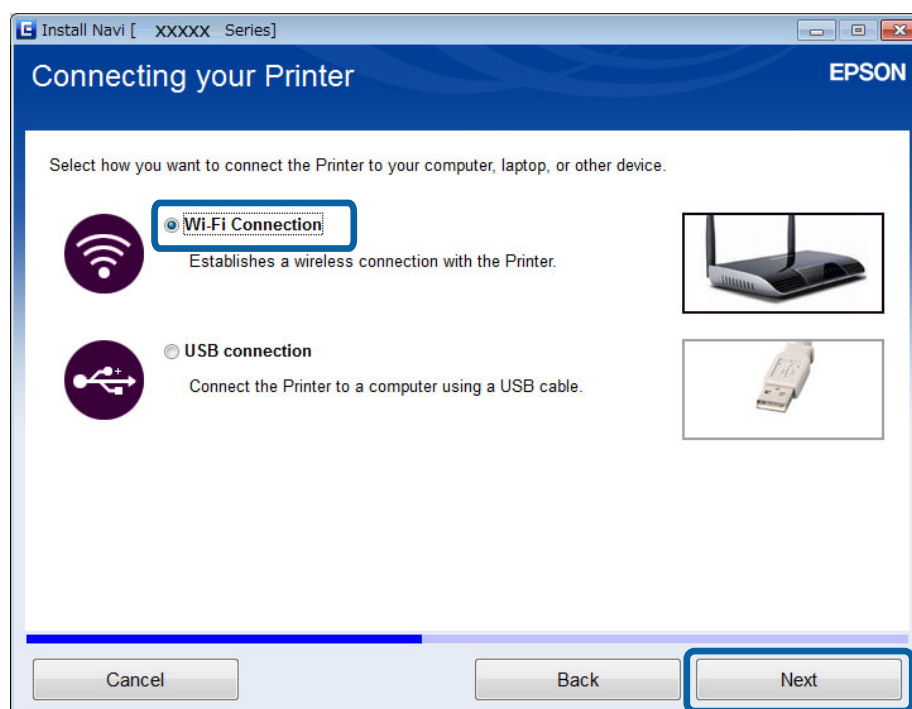 Install Navi [ XXXXX Series]
Connecting your Printer
EPSON
Select how you want to connect the Printer to your computer, laptop, or other device.
Wi-Fi Connection
Establishes a wireless connection with the Printer.
USB connection
Connect the Printer to a computer using a USB cable.
Cancel
Back
Next